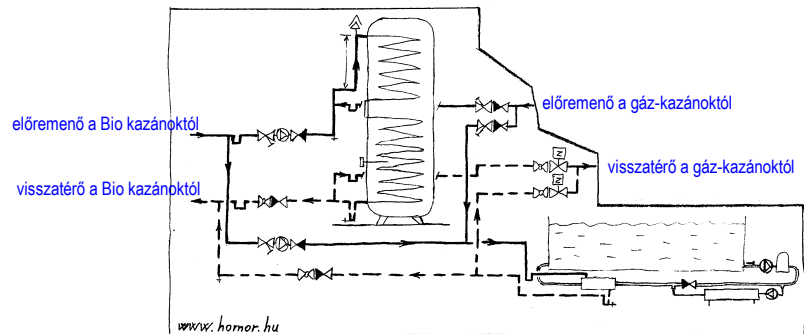 előremenő a gáz-kazánoktól
előremenő a Bio kazánoktól
visszatérő a gáz-kazánoktól
visszatérő a Bio kazánoktól
Z
Z
www.homor.hu